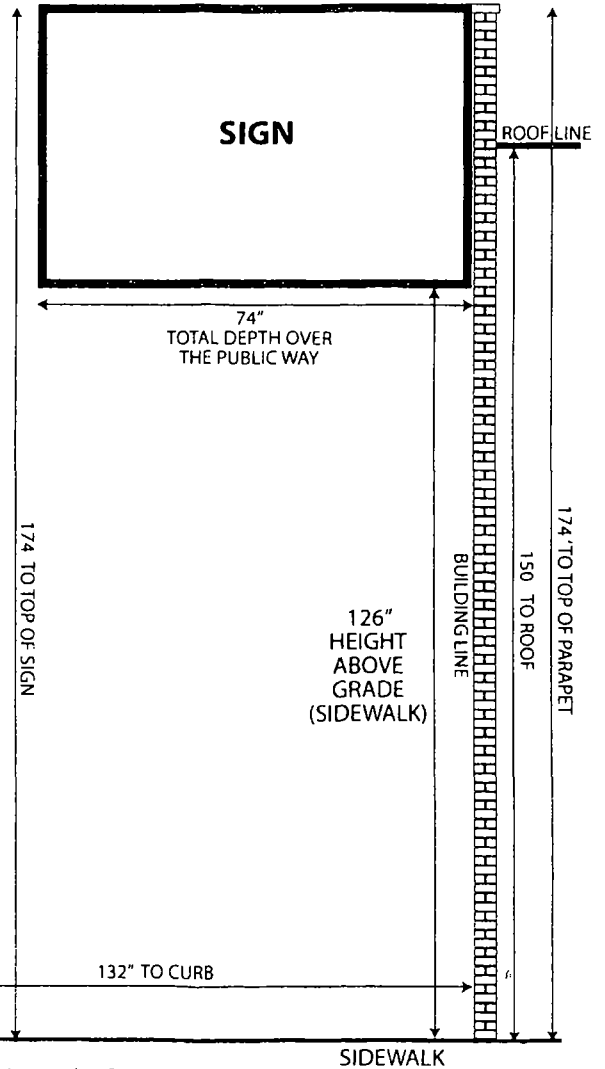 SIGN
ROOF LINE
74"
TOTAL DEPTH OVER
THE PUBLIC WAY
174 TO TOP OF SIGN
126"
HEIGHT
ABOVE
GRADE
(SIDEWALK)
BUILDING LINE
150 TO ROOF
174 'TO TOP OF PARAPET
132" TO CURB
SIDEWALK